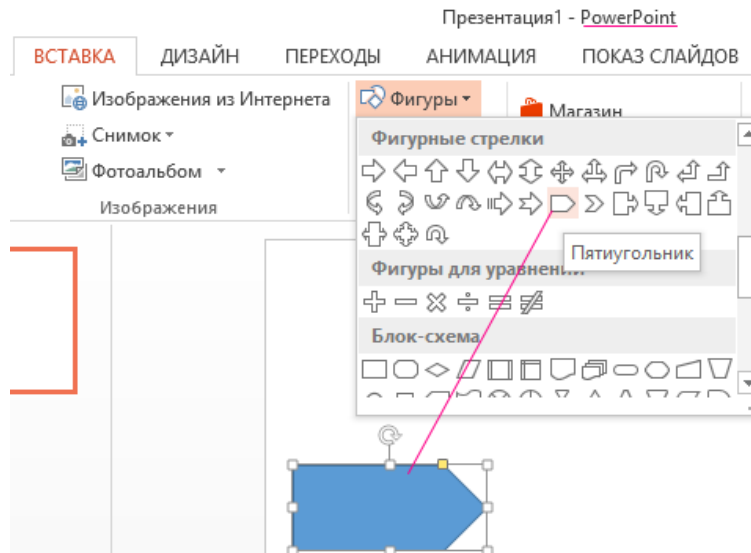 Презентация1 - PowerPoint
ВСТАВКА ДИЗАЙН ПЕРЕХОДЫ АНИМАЦИЯ ПОКАЗ СЛАЙДОВ
Изображения из Интернета
Снимок
Фотоальбом
Изображения
Фигуры
Магазин
Фигурные стрелки
Пятиугольник
Фигуры для уравнений
Блок-схема